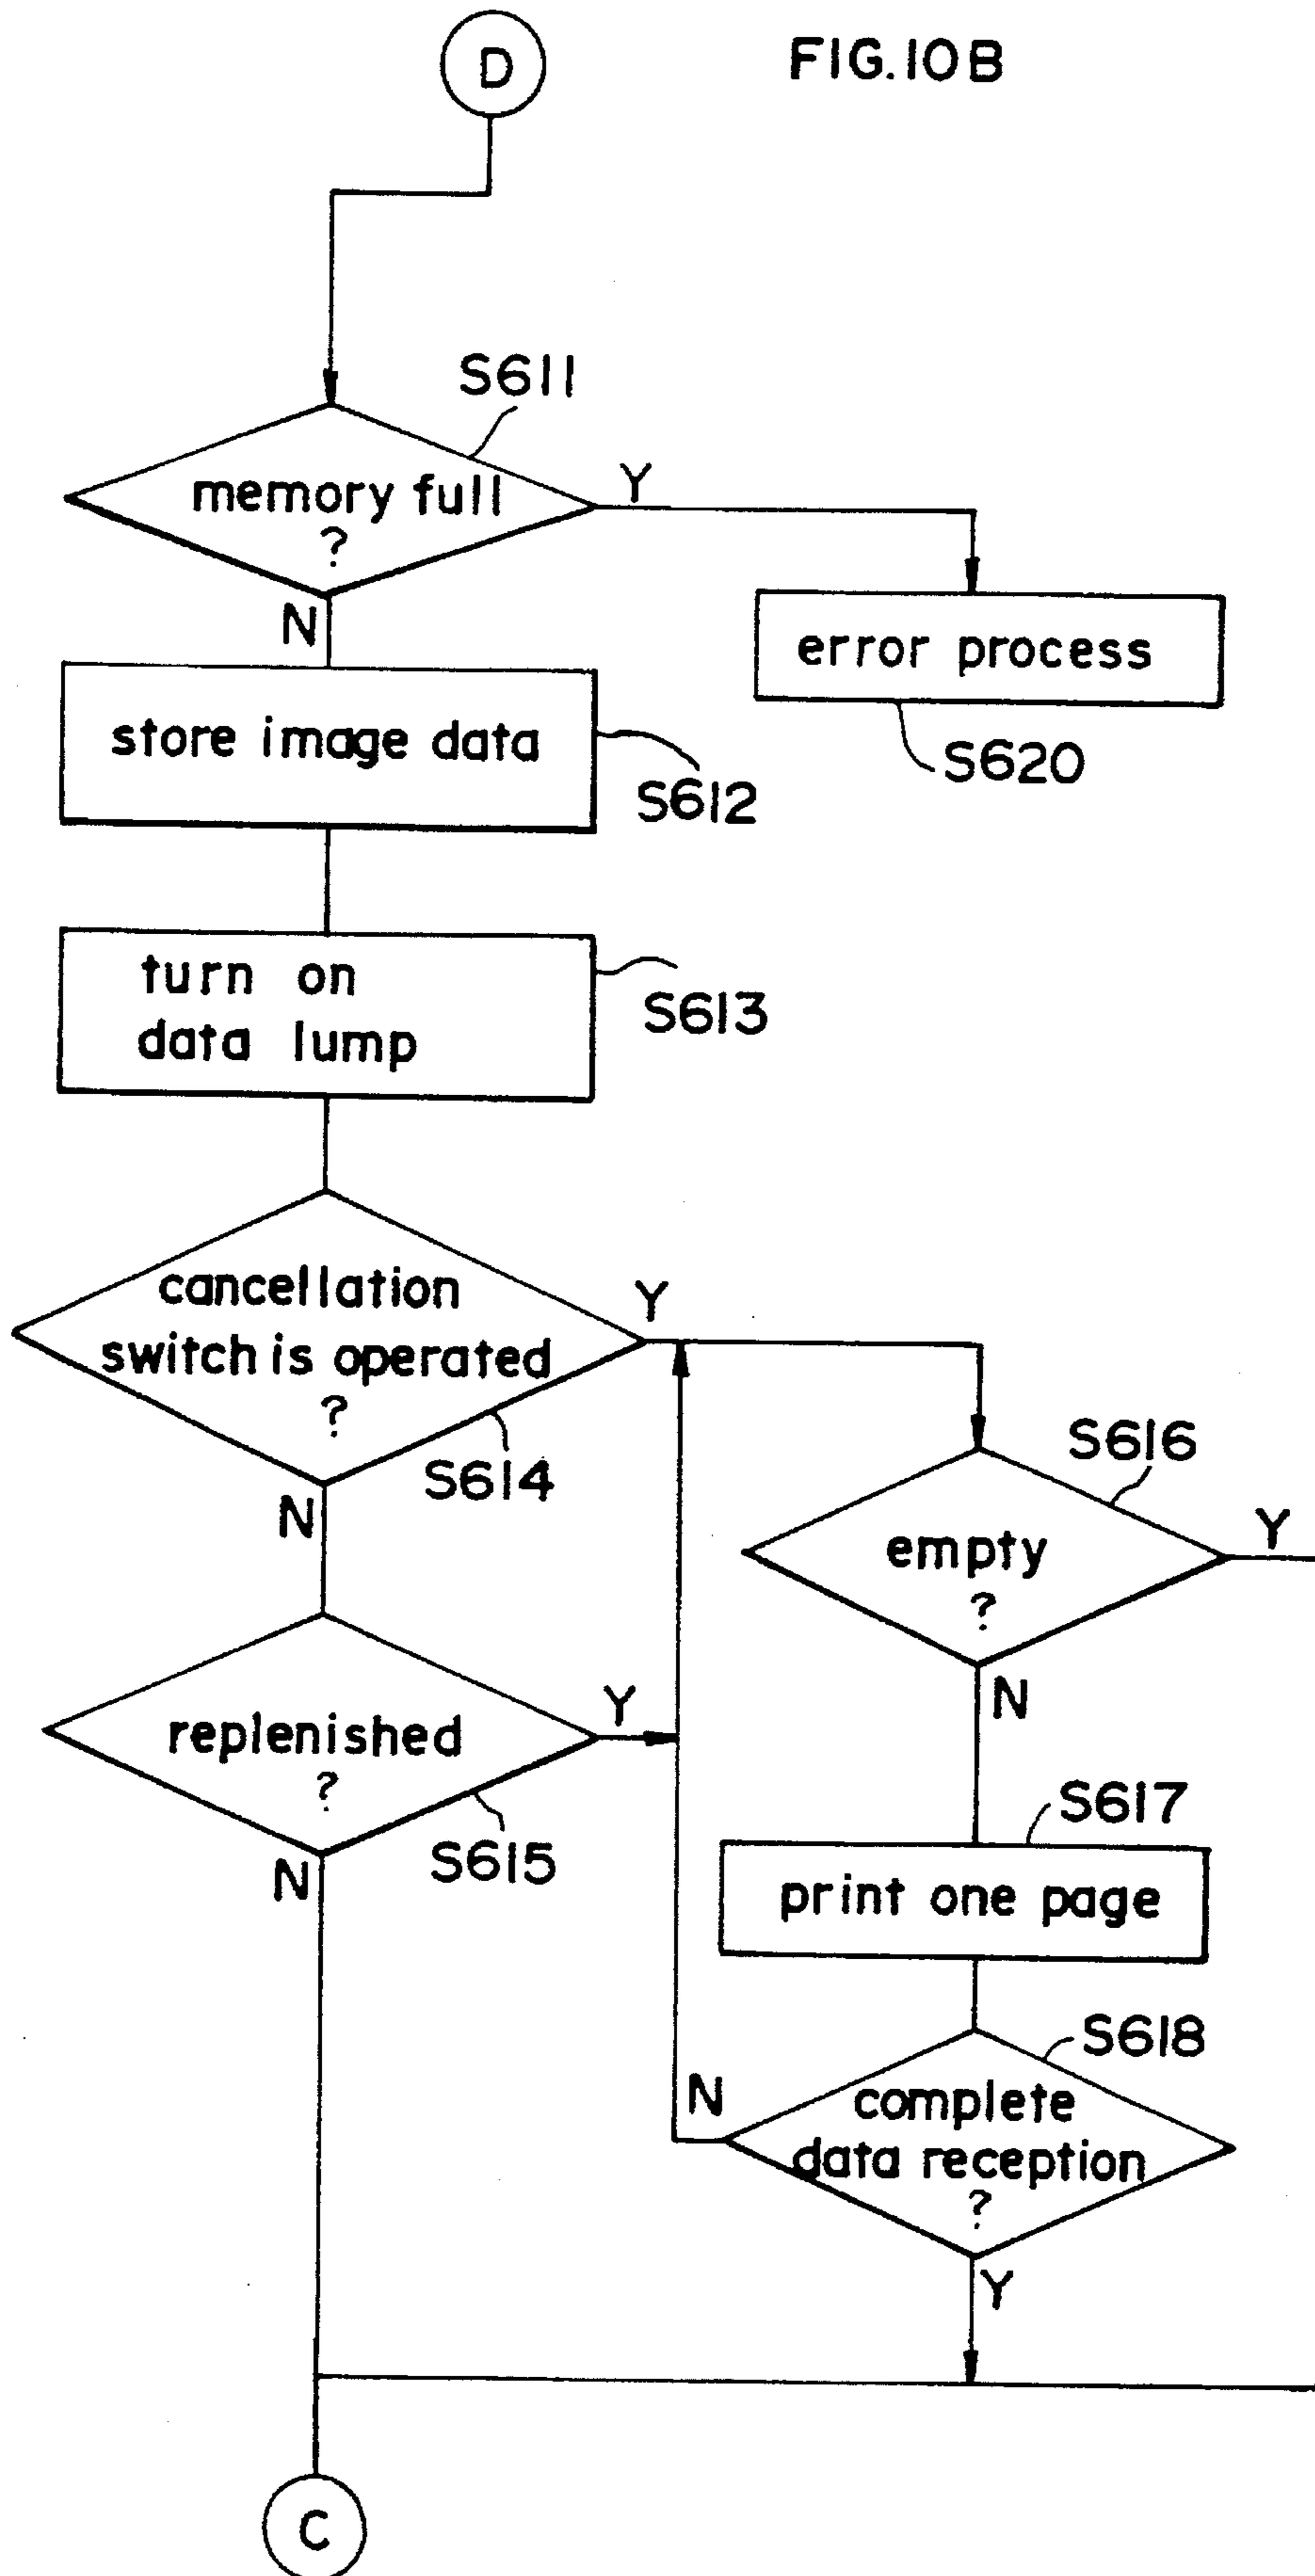 D
FIG.10B
S611
memory full
?
Y
N
error process
S620
store image data
S612
turn on
data lump
S613
cancellation
switch is operated
?
Y
S614
N
S616
empty
?
Y
N
replenished
?
Y
S615
N
S617
print one page
S618
complete
data reception
?
N
Y
C